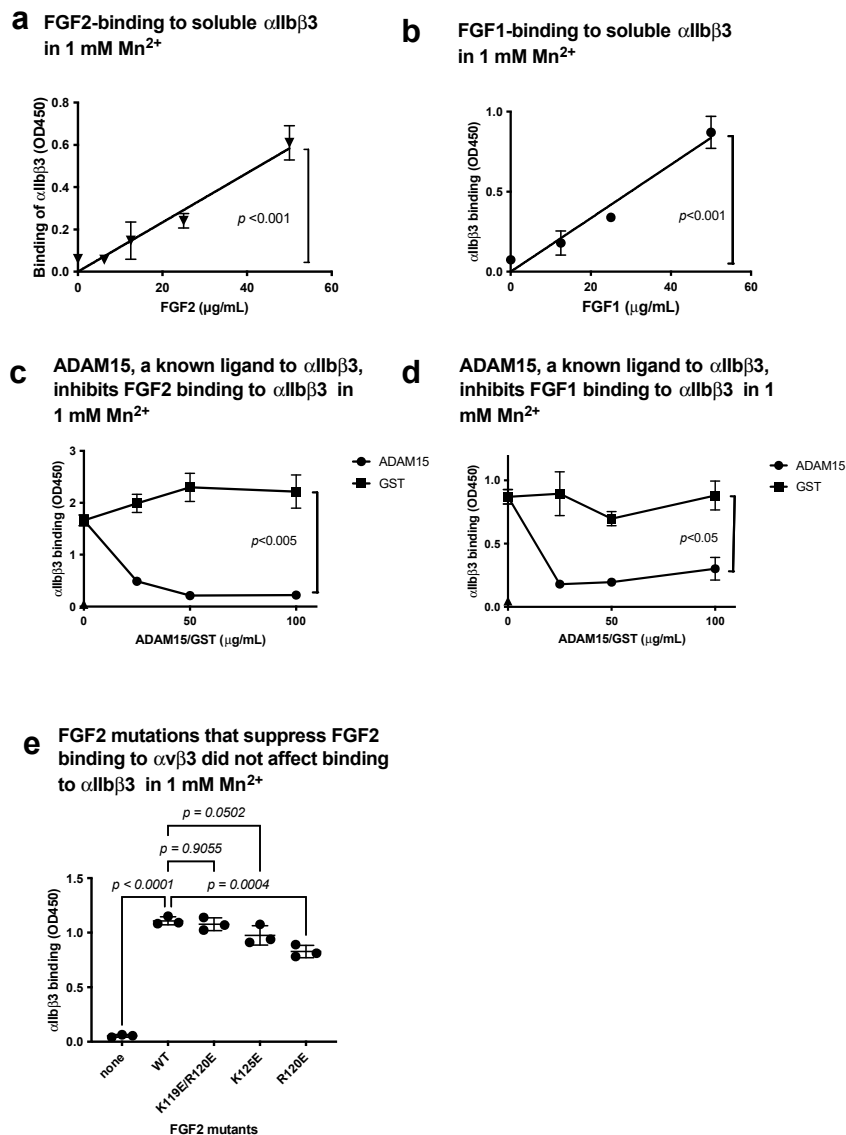 a
FGF2-binding to soluble αIIbβ3
in 1 mM Mn2+
Binding of αIIbβ3 (OD450)
0.8
0.6
0.4
0.2
0.0
0
20
40
60
p <0.001
FGF2 (μg/mL)
b
FGF1-binding to soluble αIIbβ3
in 1 mM Mn2+
αIIbβ3 binding (OD450)
1.0
0.5
0.0
0
20
40
60
p<0.001
FGF1 (μg/mL)
c
ADAM15, a known ligand to αIIbβ3,
inhibits FGF2 binding to αIIbβ3 in
1 mM Mn2+
αIIbβ3 binding (OD450)
3
2
1
0
0
50
100
ADAM15
GST
p<0.005
ADAM15/GST (μg/mL)
d
ADAM15, a known ligand to αIIbβ3,
inhibits FGF1 binding to αIIbβ3 in 1
mM Mn2+
αIIbβ3 binding (OD450)
1.0
0.5
0.0
0
50
100
ADAM15
GST
p<0.05
ADAM15/GST (μg/mL)
e
FGF2 mutations that suppress FGF2
binding to αvβ3 did not affect binding
to αIIbβ3 in 1 mM Mn2+
p = 0.0502
p = 0.9055
p < 0.0001
p = 0.0004
αIIbβ3 binding (OD450)
1.5
1.0
0.5
0.0
none
WT
K119E/R120E
K125E
R120E
FGF2 mutants